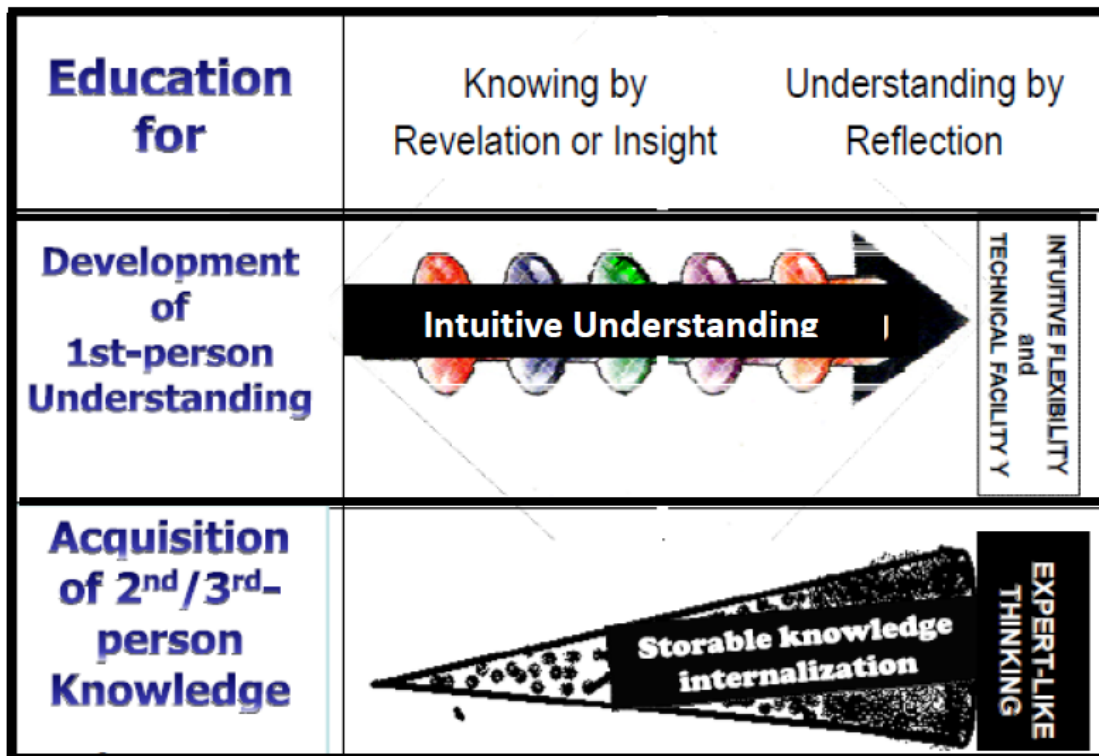 Education
for
Knowing by
Revelation or Insight
Understanding by
Reflection
Development
of
1st-person
Understanding
Intuitive Understanding
INTUITIVE FLEXIBILITY
and
TECHNICAL FACILITY Y
Acquisition
of 2nd/3rd-
person
Knowledge
Storable knowledge
internalization
EXPERT-LIKE
THINKING